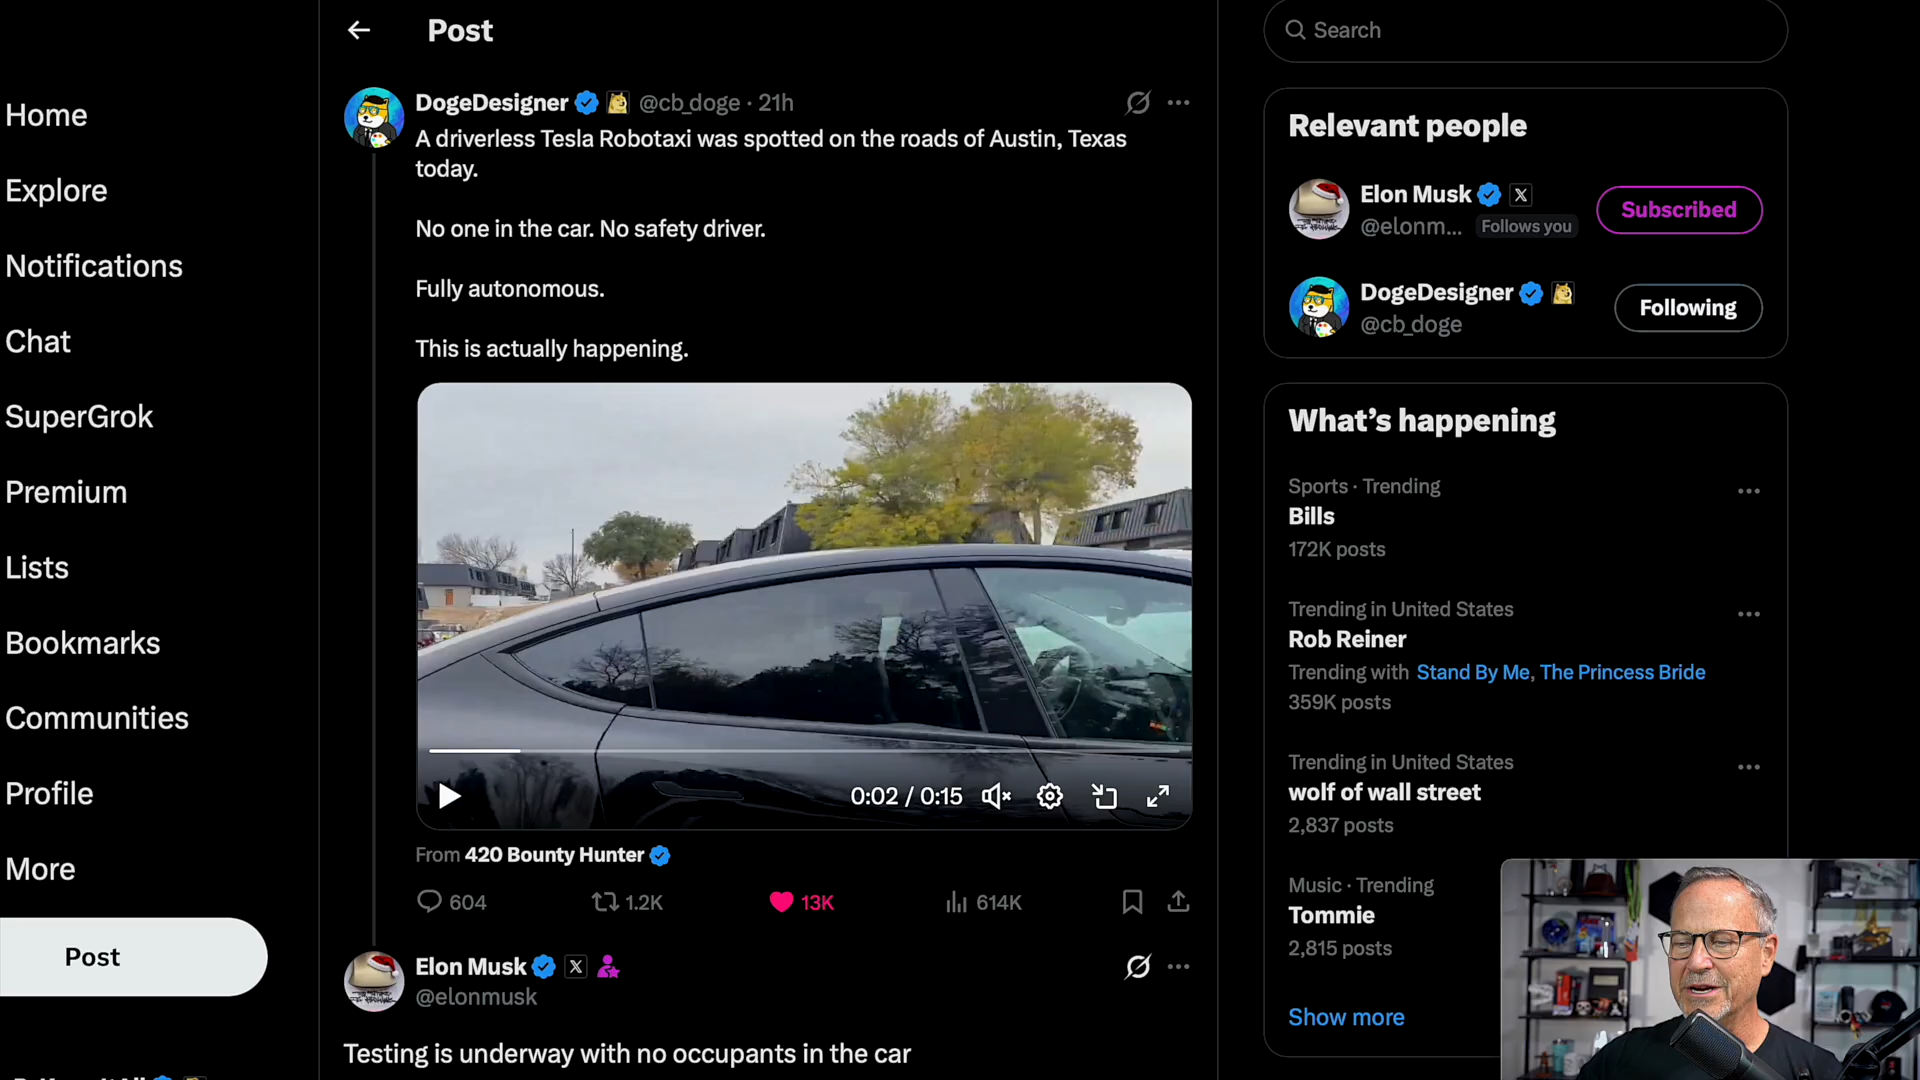 Post
Search
Home
Explore
Notifications
Chat
SuperGrok
Premium
Lists
Bookmarks
Communities
Profile
More
Post
DogeDesigner @cb_doge · 21h
A driverless Tesla Robotaxi was spotted on the roads of Austin, Texas
today.
No one in the car. No safety driver.
Fully autonomous.
This is actually happening.
0:02 / 0:15
From 420 Bounty Hunter
604 1.2K 13K 614K
Elon Musk
@elonmusk
Testing is underway with no occupants in the car
Relevant people
Elon Musk
@elonm... Follows you
Subscribed
DogeDesigner
@cb_doge
Following
What's happening
Sports · Trending
Bills
172K posts
Trending in United States
Rob Reiner
Trending with Stand By Me, The Princess Bride
359K posts
Trending in United States
wolf of wall street
2,837 posts
Music · Trending
Tommie
2,815 posts
Show more